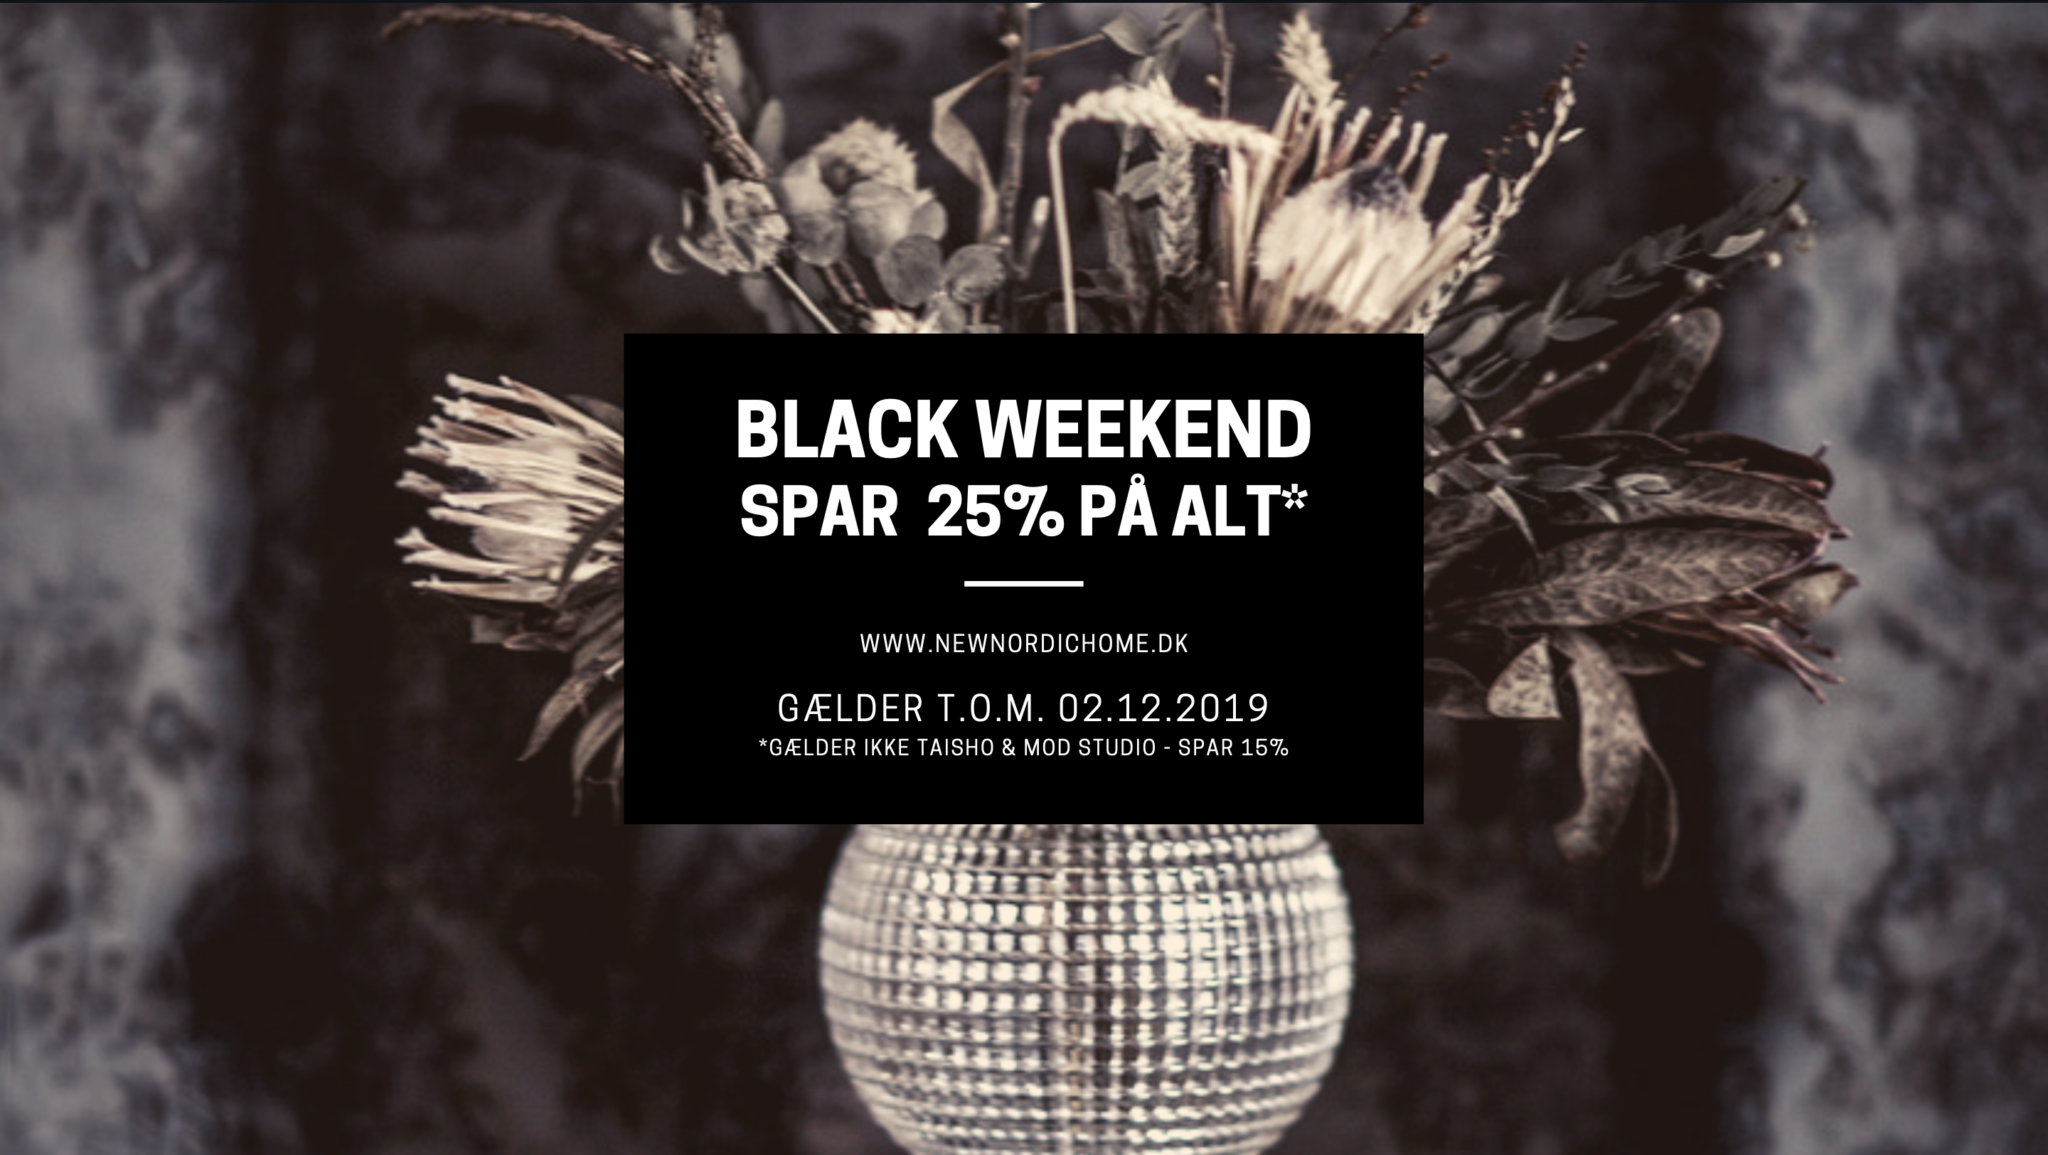 BLACK WEEKEND
SPAR 25% PÅ ALT*
WWW.NEWNORDICHOME.DK
GÆLDER T.O.M. 02.12.2019
*GÆLDER IKKE TAISHO & MOD STUDIO - SPAR 15%